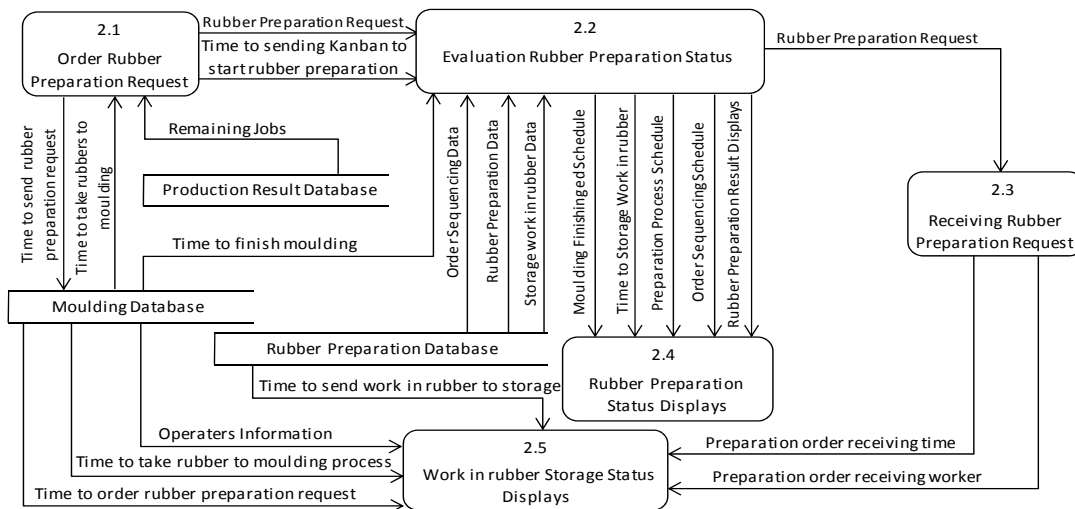 2.1
Order Rubber
Preparation Request
Rubber Preparation Request
Time to sending Kanban to
start rubber preparation
2.2
Evaluation Rubber Preparation Status
Rubber Preparation Request
2.3
Receiving Rubber
Preparation Request
Time to send rubber
preparation request
Time to take rubbers to
moulding
Remaining Jobs
Production Result Database
Time to finish moulding
Order Sequencing Data
Rubber Preparation Data
Storage work in rubber Data
Moulding Finishinged Schedule
Time to Storage Work in rubber
Preparation Process Schedule
Order Sequencing Schedule
Rubber Preparation Result Displays
Moulding Database
Rubber Preparation Database
2.4
Rubber Preparation
Status Displays
Time to send work in rubber to storage
Operaters Information
Time to take rubber to moulding process
Time to order rubber preparation request
2.5
Work in rubber Storage Status
Displays
Preparation order receiving time
Preparation order receiving worker